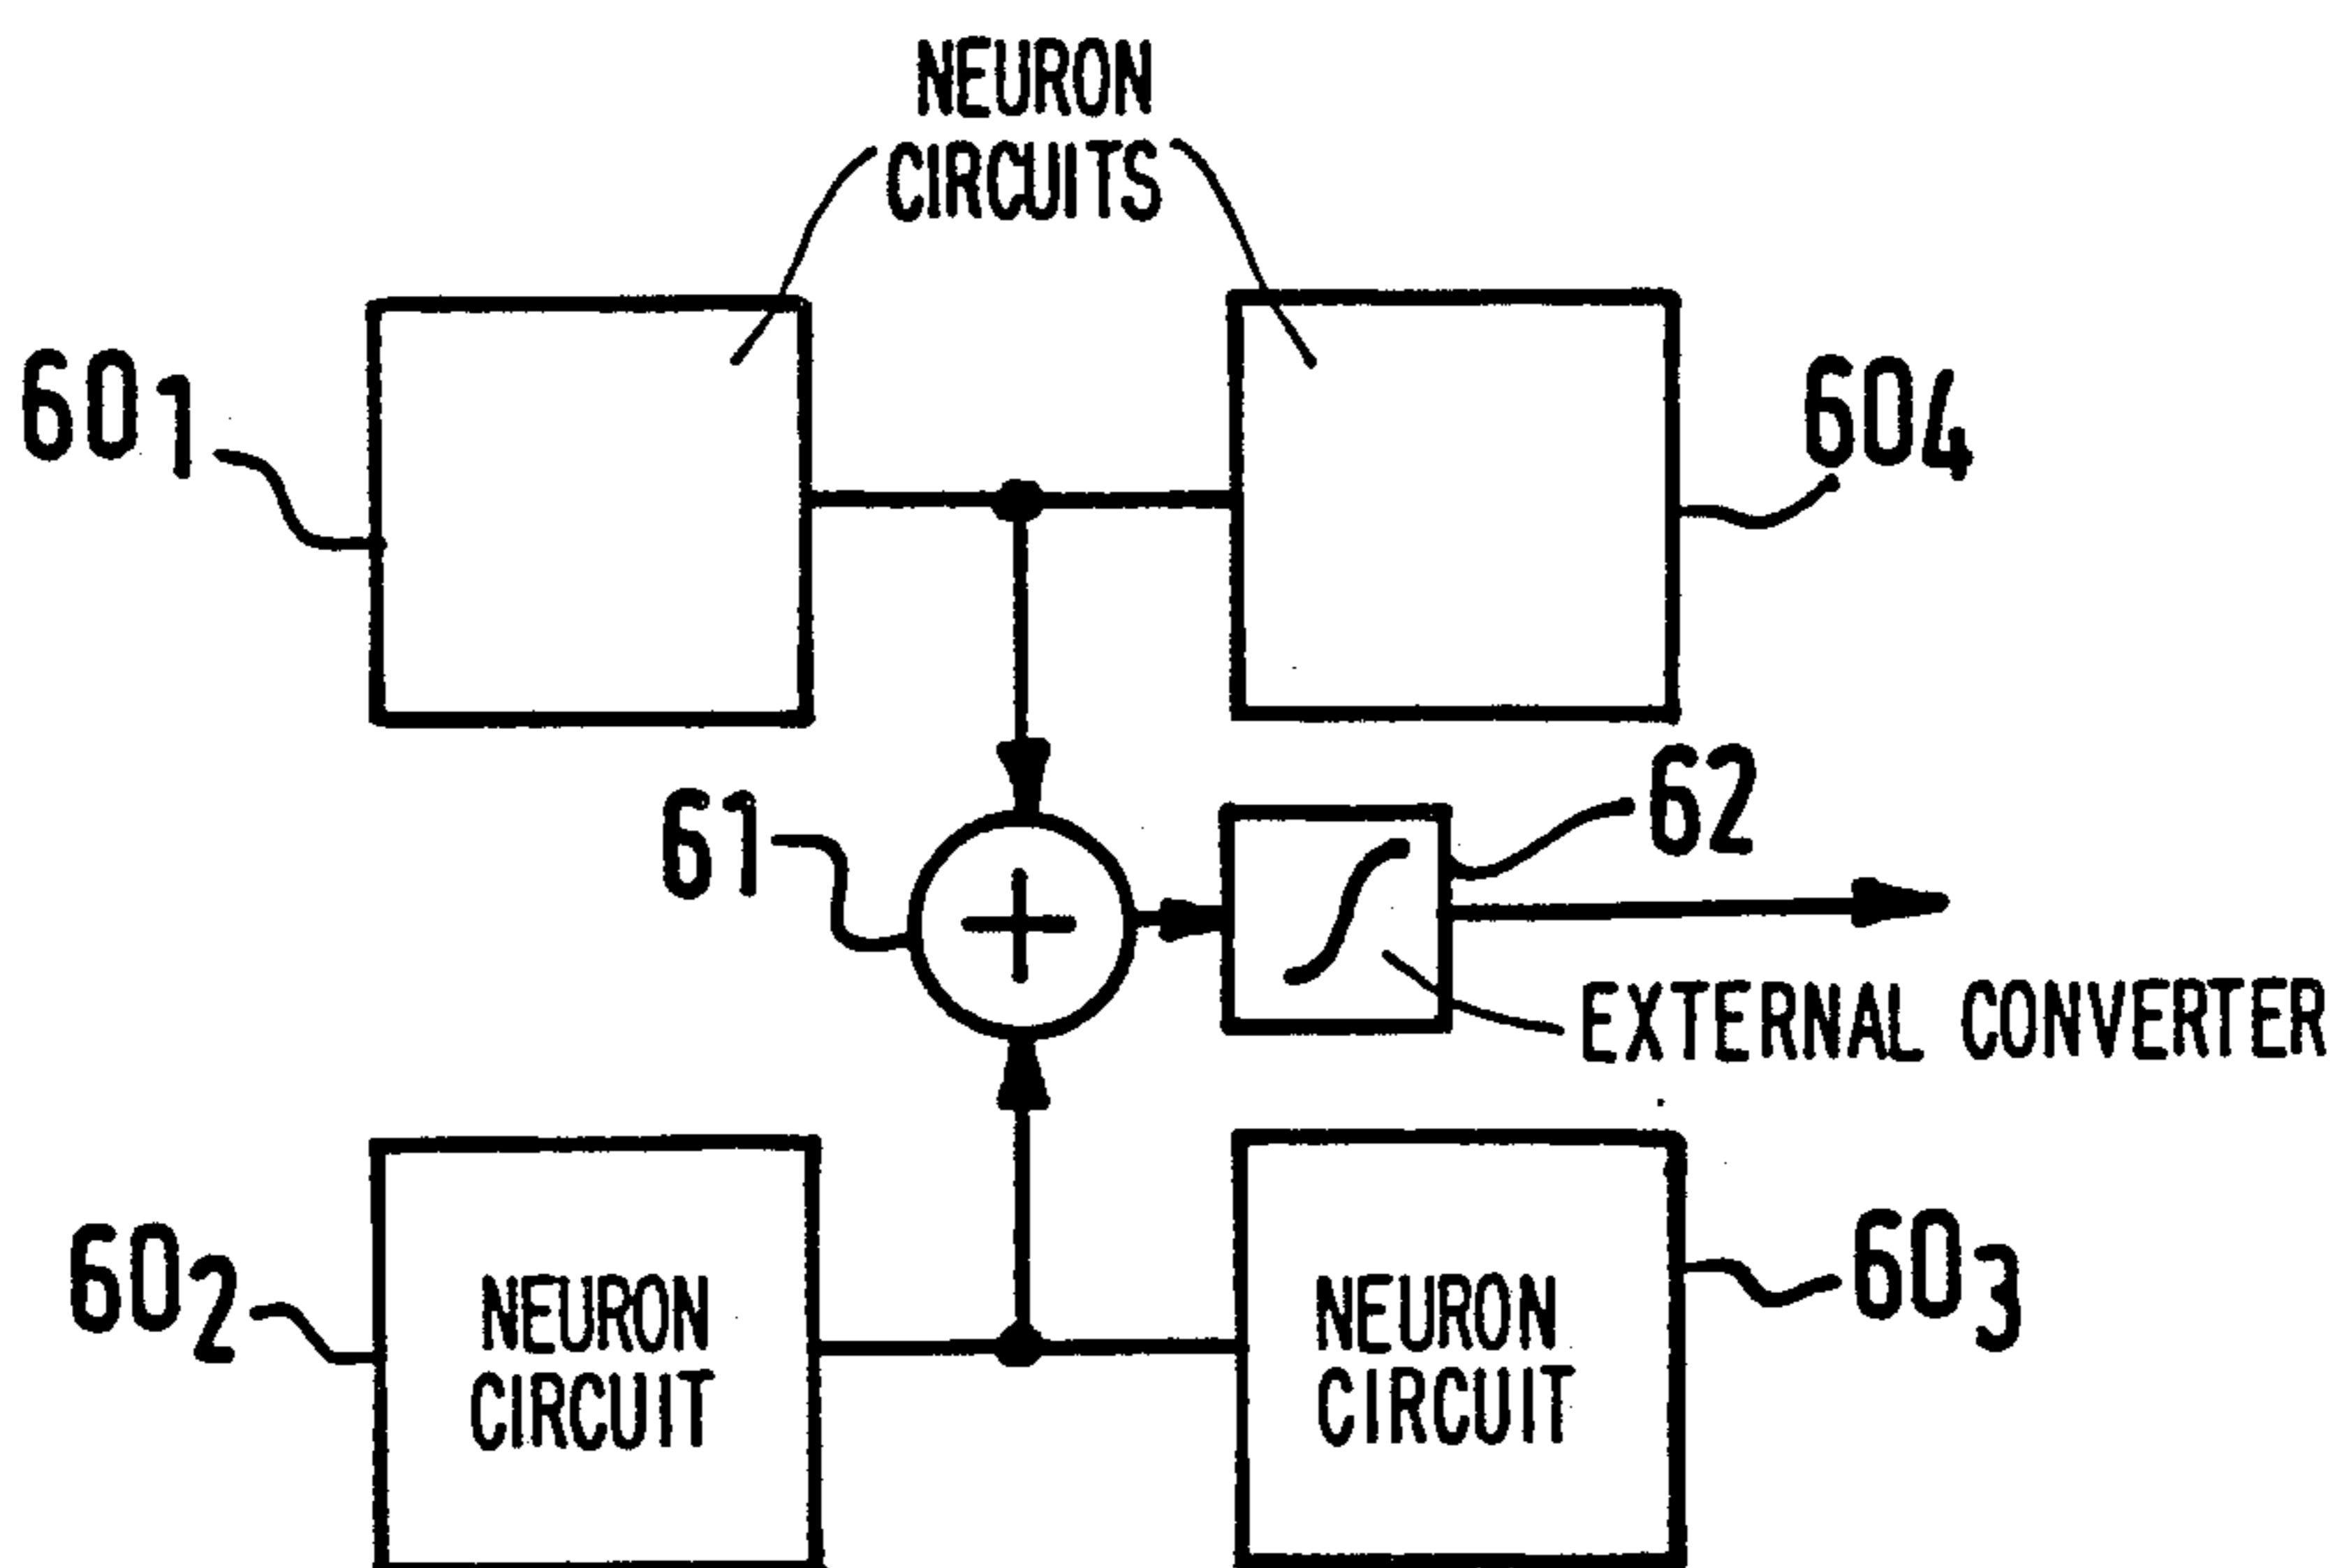 NEURON
CIRCUITS
60₁
60₄
61
62
EXTERNAL CONVERTER
60₂
NEURON
CIRCUIT
NEURON
CIRCUIT
60₃